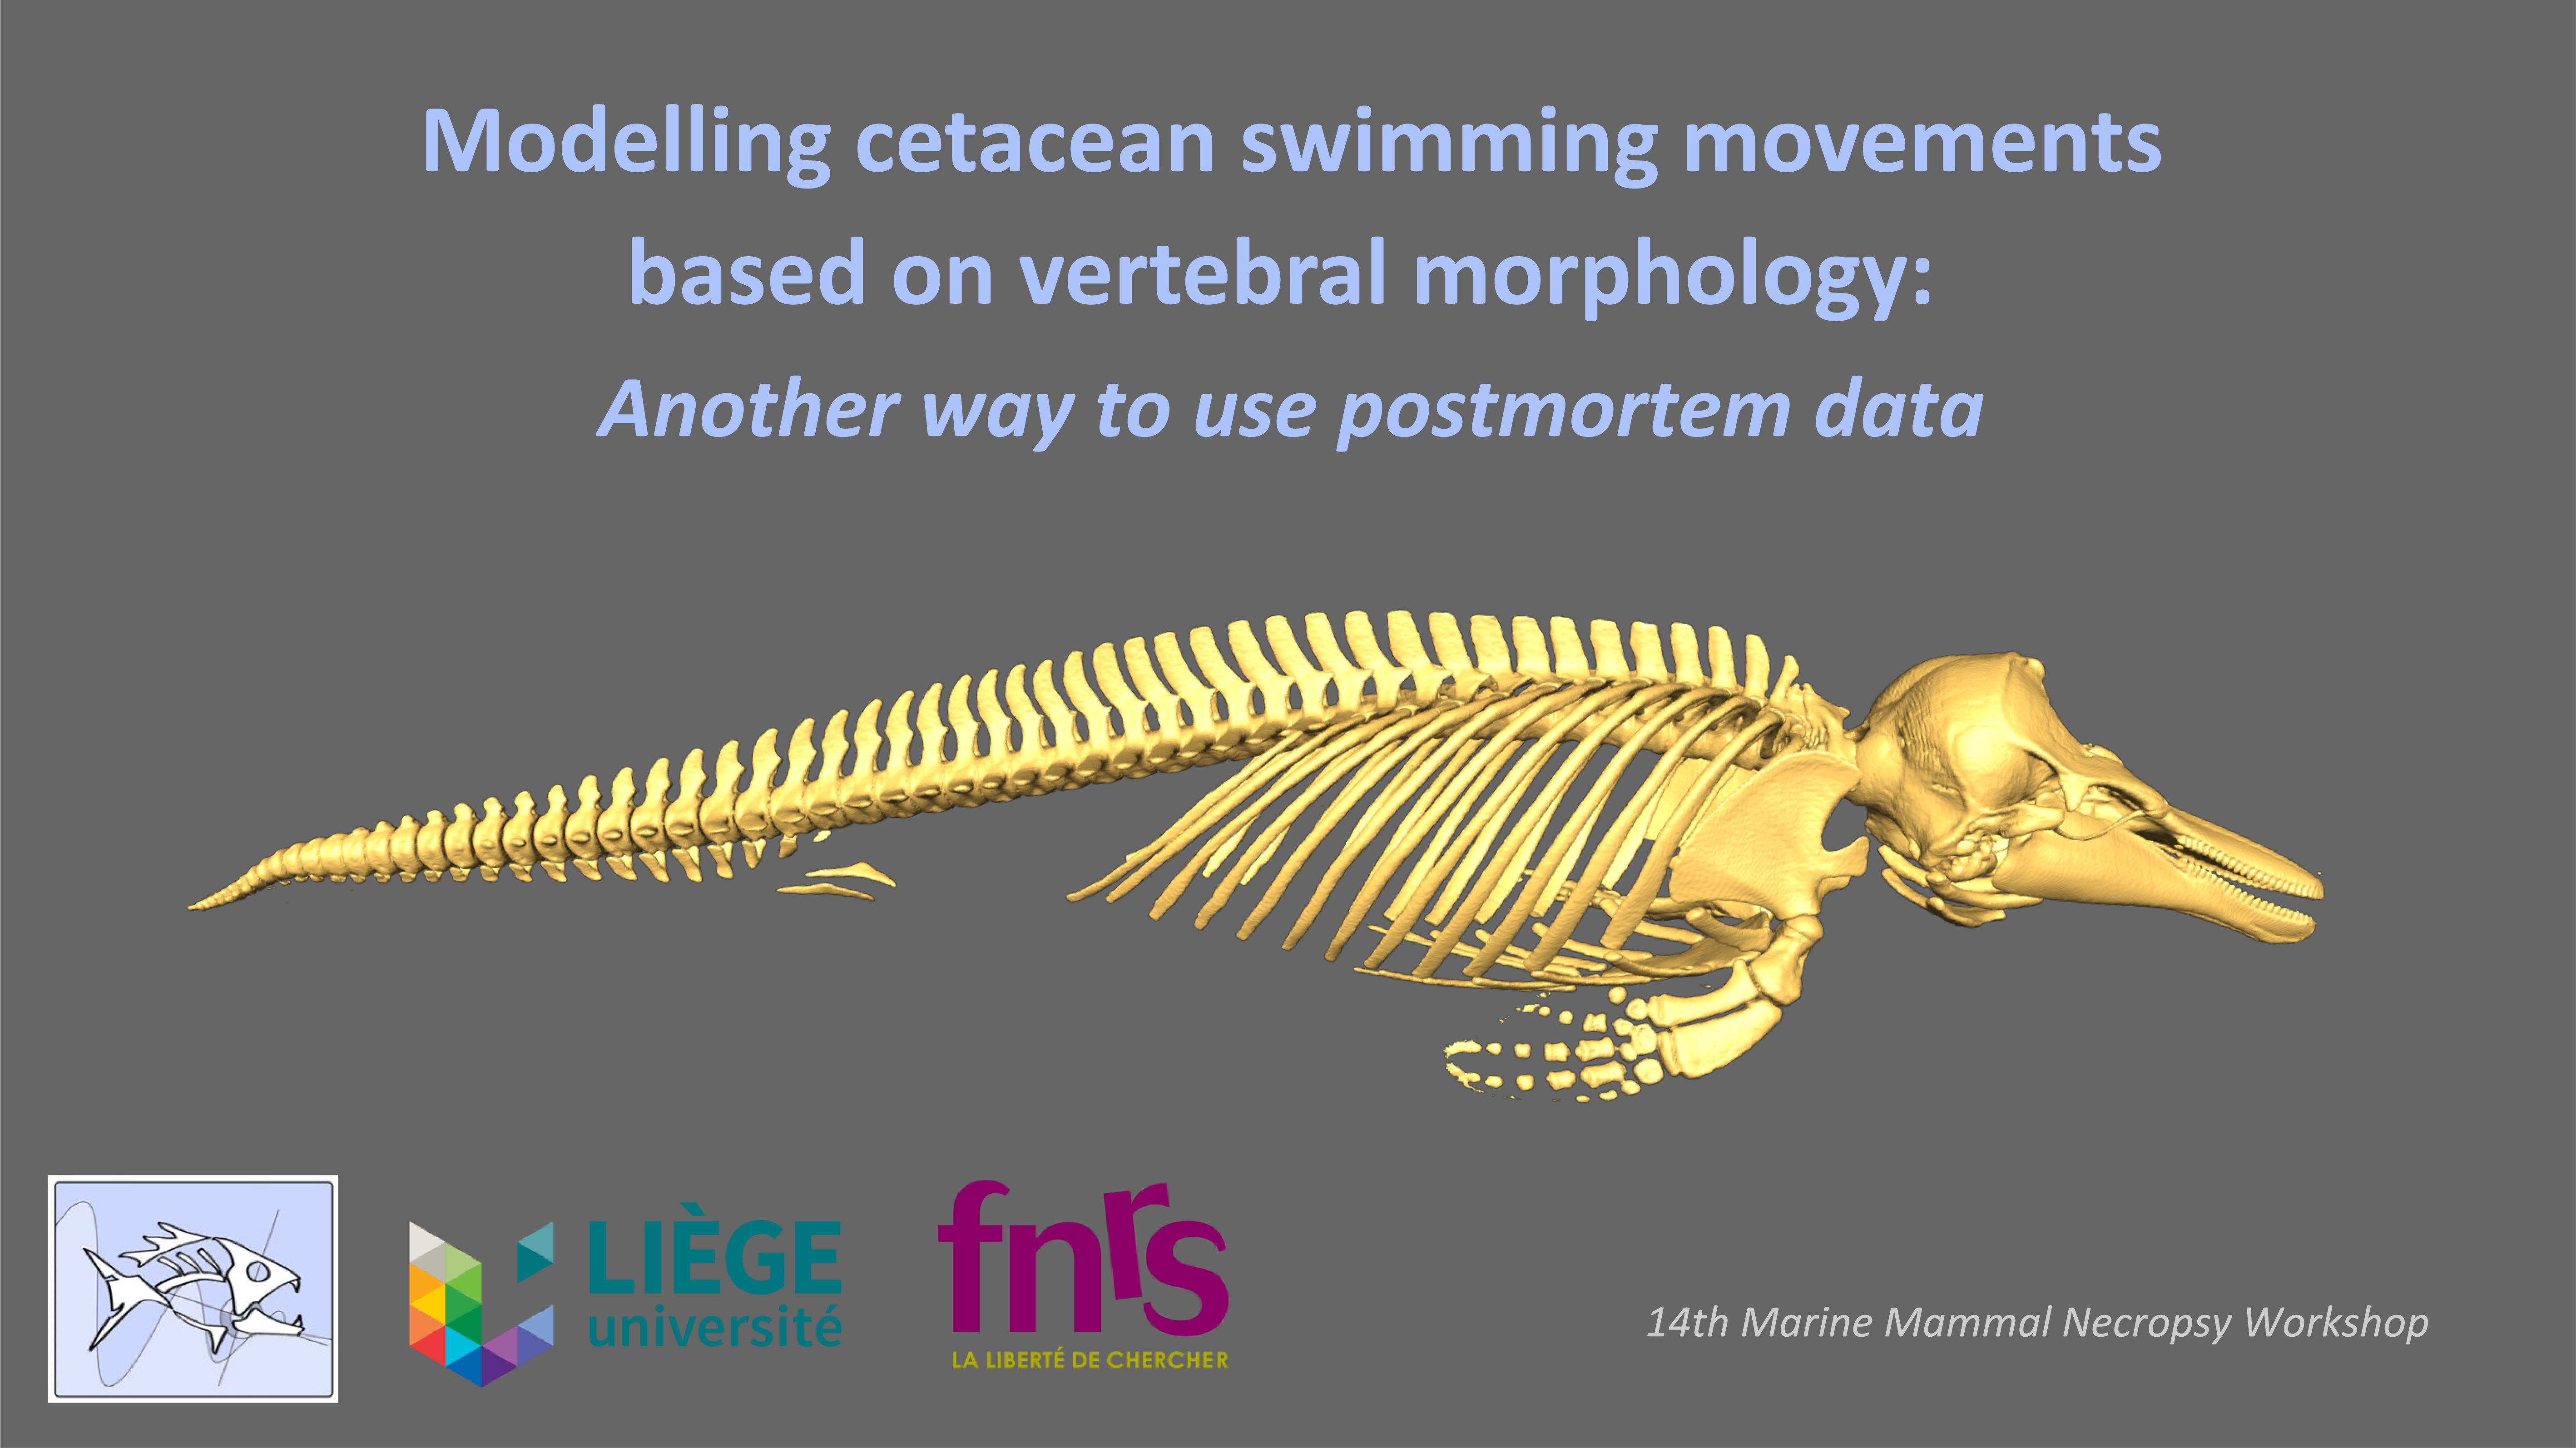 Modelling cetacean swimming movements
based on vertebral morphology:
Another way to use postmortem data
LIÈGE
université
fnrs
LA LIBERTÉ DE CHERCHER
14th Marine Mammal Necropsy Workshop